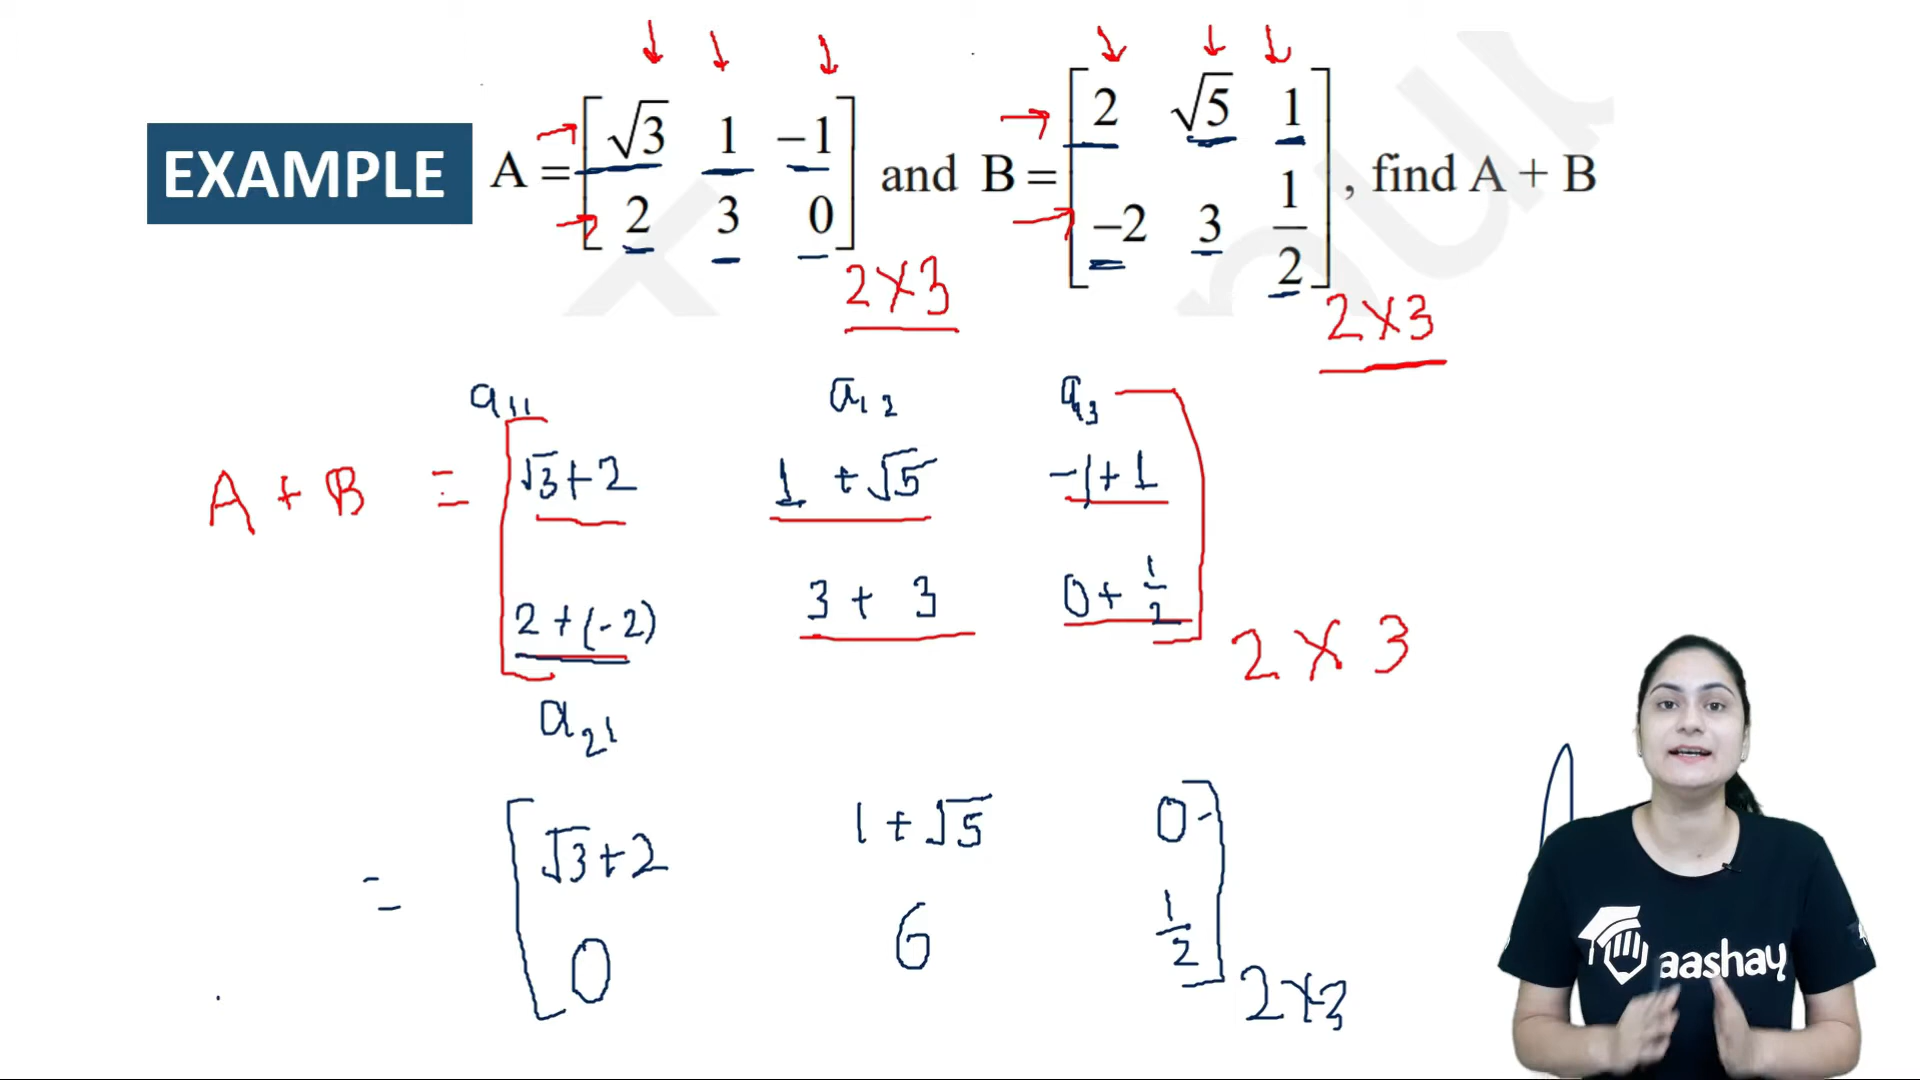 EXAMPLE A = [ √3 1 −1 ] and B = [ 2 √5 1 ] , find A + B
[ 2 3 0 ] [ −2 3 1/2 ]
2×3 2×3
a11 a12 a13
A + B = [ √3+2 1+√5 -1+1 ]
[ 2+(-2) 3+3 0+1/2 ] 2×3
a21
= [ √3+2 1+√5 0 ]
[ 0 6 1/2 ] 2×3
aashay